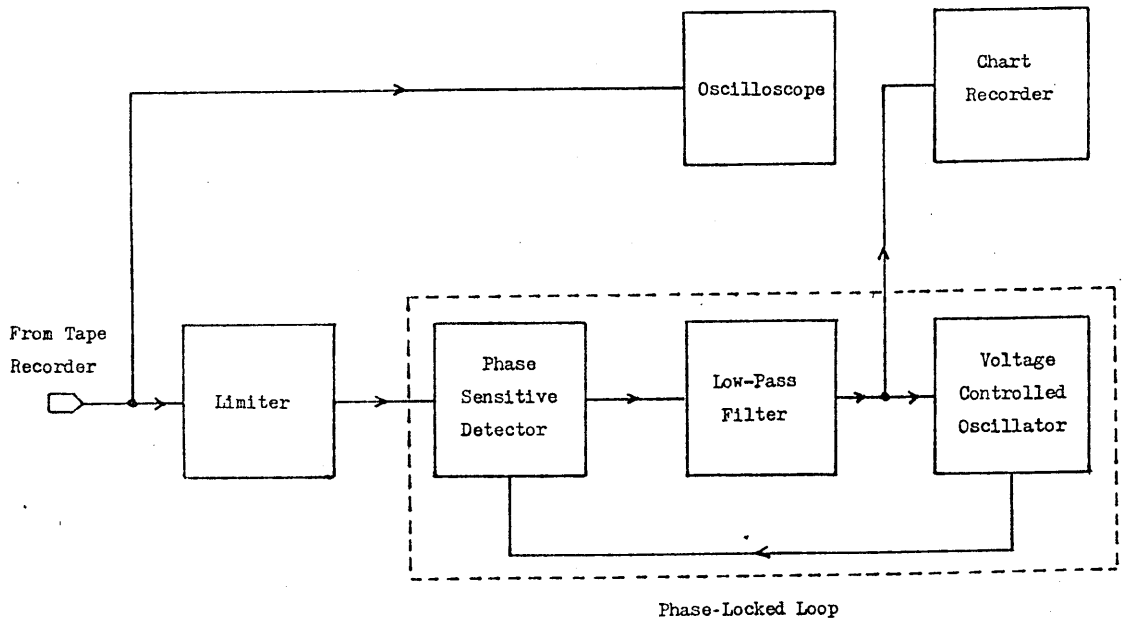 Oscilloscope
Chart
Recorder
From Tape
Recorder
Limiter
Phase
Sensitive
Detector
Low-Pass
Filter
Voltage
Controlled
Oscillator
Phase-Locked Loop